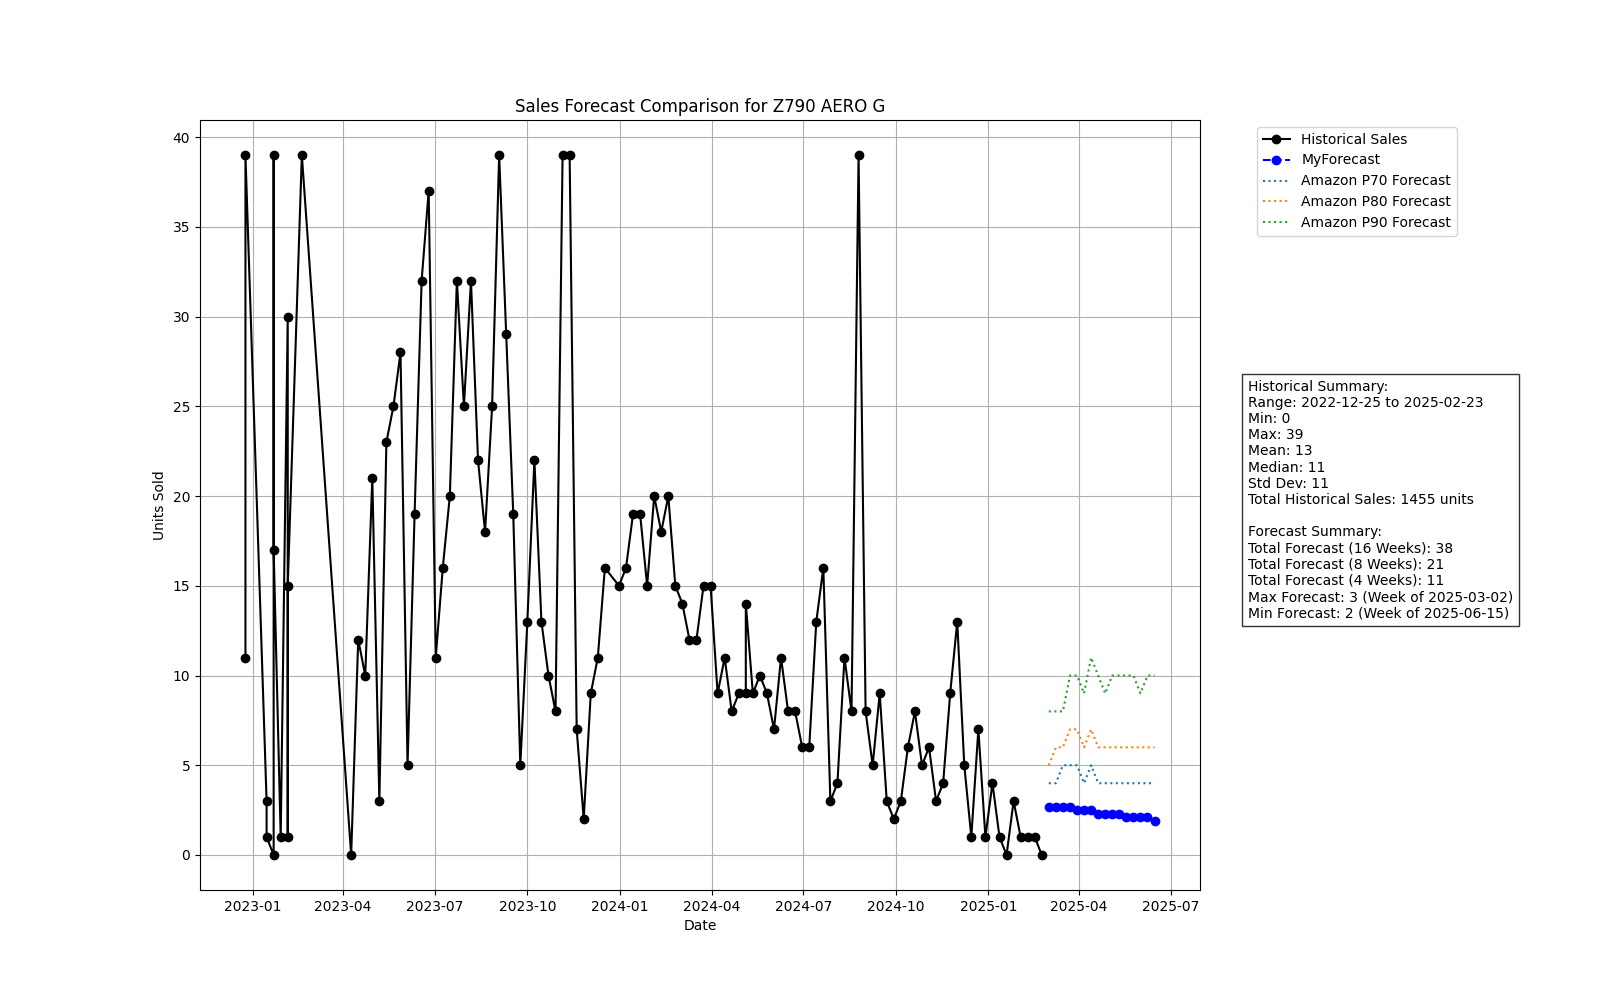 Sales Forecast Comparison for Z790 AERO G
40
35
30
25
20
15
10
5
0
Units Sold
2023-01
2023-04
2023-07
2023-10
2024-01
2024-04
2024-07
2024-10
2025-01
2025-04
2025-07
Date
Historical Sales
MyForecast
Amazon P70 Forecast
Amazon P80 Forecast
Amazon P90 Forecast
Historical Summary:
Range: 2022-12-25 to 2025-02-23
Min: 0
Max: 39
Mean: 13
Median: 11
Std Dev: 11
Total Historical Sales: 1455 units
Forecast Summary:
Total Forecast (16 Weeks): 38
Total Forecast (8 Weeks): 21
Total Forecast (4 Weeks): 11
Max Forecast: 3 (Week of 2025-03-02)
Min Forecast: 2 (Week of 2025-06-15)